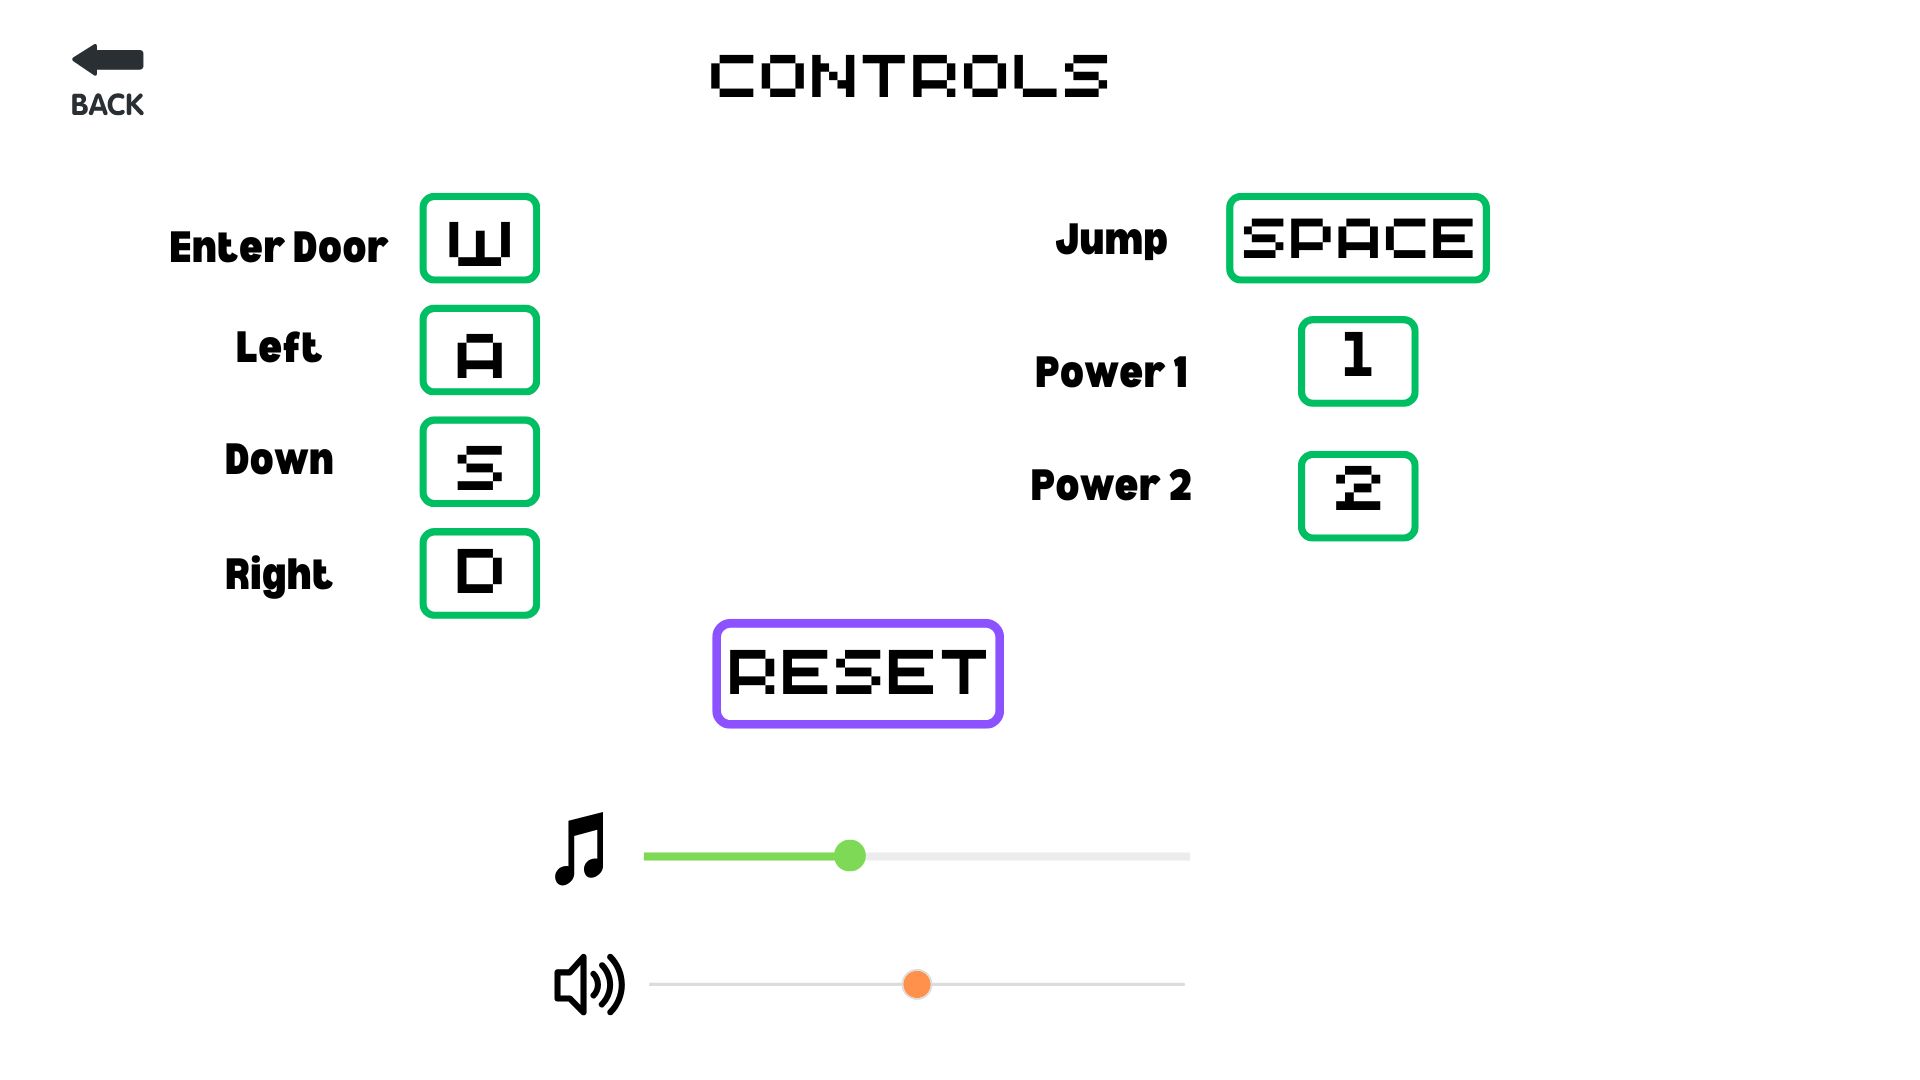 BACK
CONTROLS
Enter Door W
Left A
Down S
Right D
Jump SPACE
Power 1 1
Power 2 2
RESET